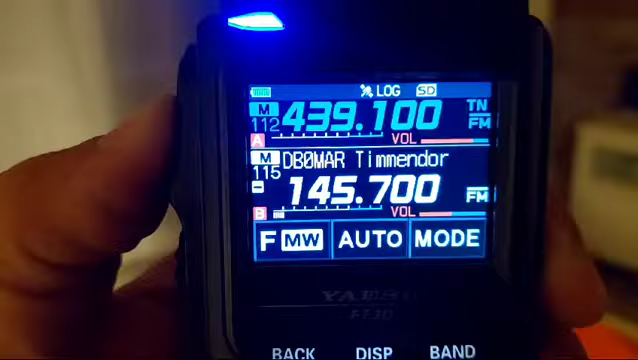 LOG SD
M 439.100 TN
112 FM
A VOL
M DB0MAR Timmendor
115
- 145.700 FM
B VOL
F MW AUTO MODE
YAESU
BACK DISP BAND